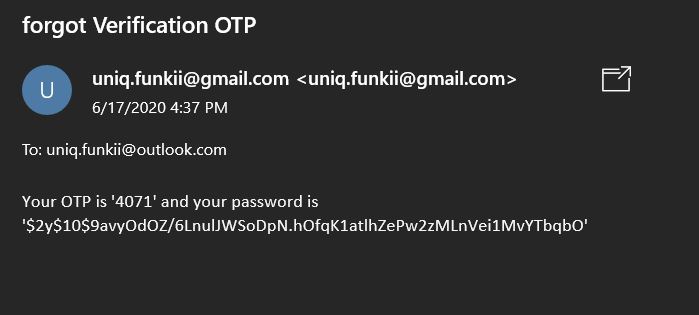 forgot Verification OTP
U
uniq.funkii@gmail.com <uniq.funkii@gmail.com>
6/17/2020 4:37 PM
To: uniq.funkii@outlook.com
Your OTP is '4071' and your password is
'$2y$10$9avyOdOZ/6LnulJWSoDpN.hOfqK1atlhZePw2zMLnVei1MvYTbqbO'